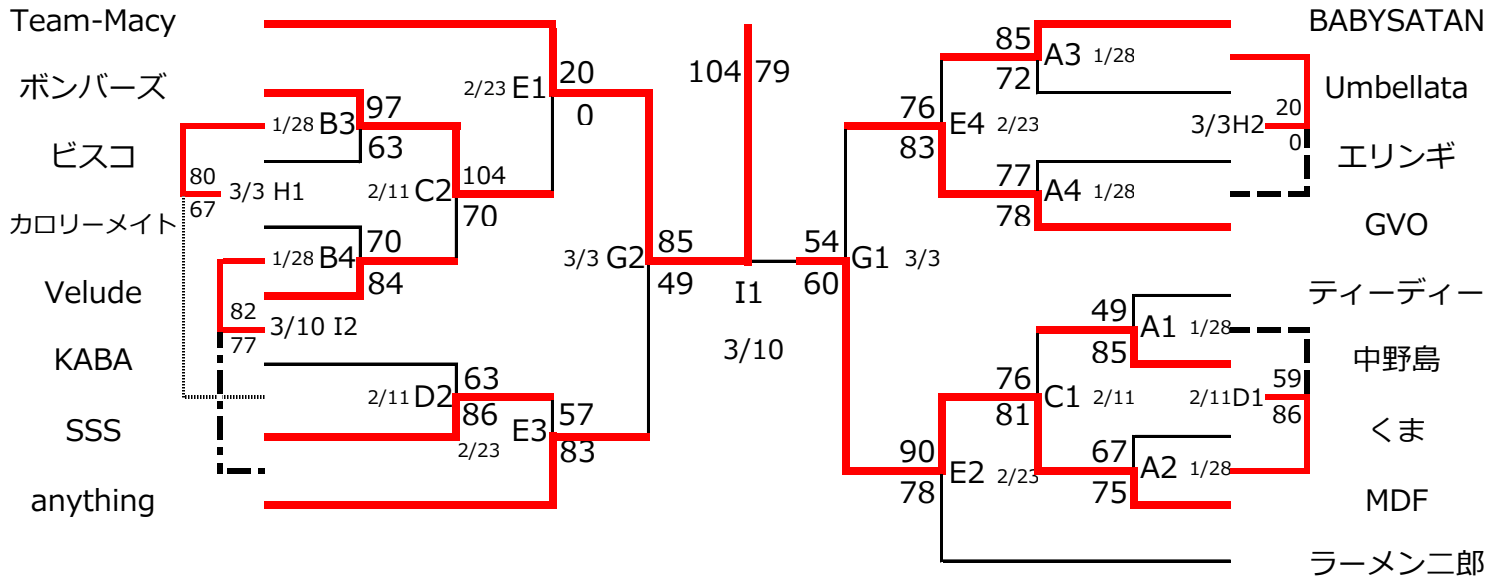 Team-Macy
BABYSATAN
ボンバーズ
Umbellata
ビスコ
エリンギ
カロリーメイト
GVO
Velude
ティーディー
KABA
中野島
SSS
くま
anything
MDF
ラーメン二郎
2/23 E1
20
0
104
79
85
A3 1/28
72
1/28 B3
97
63
80
3/3 H1
67
2/11 C2
104
70
1/28 B4
70
84
82
3/10 I2
77
2/11 D2
63
86
2/23
E3
57
83
3/3 G2
85
49
I1
3/10
54
G1 3/3
60
76
E4 2/23
83
20
3/3H2
0
77
A4 1/28
78
49
A1 1/28
85
76
C1 2/11
81
59
2/11D1
86
67
A2 1/28
75
90
E2 2/23
78